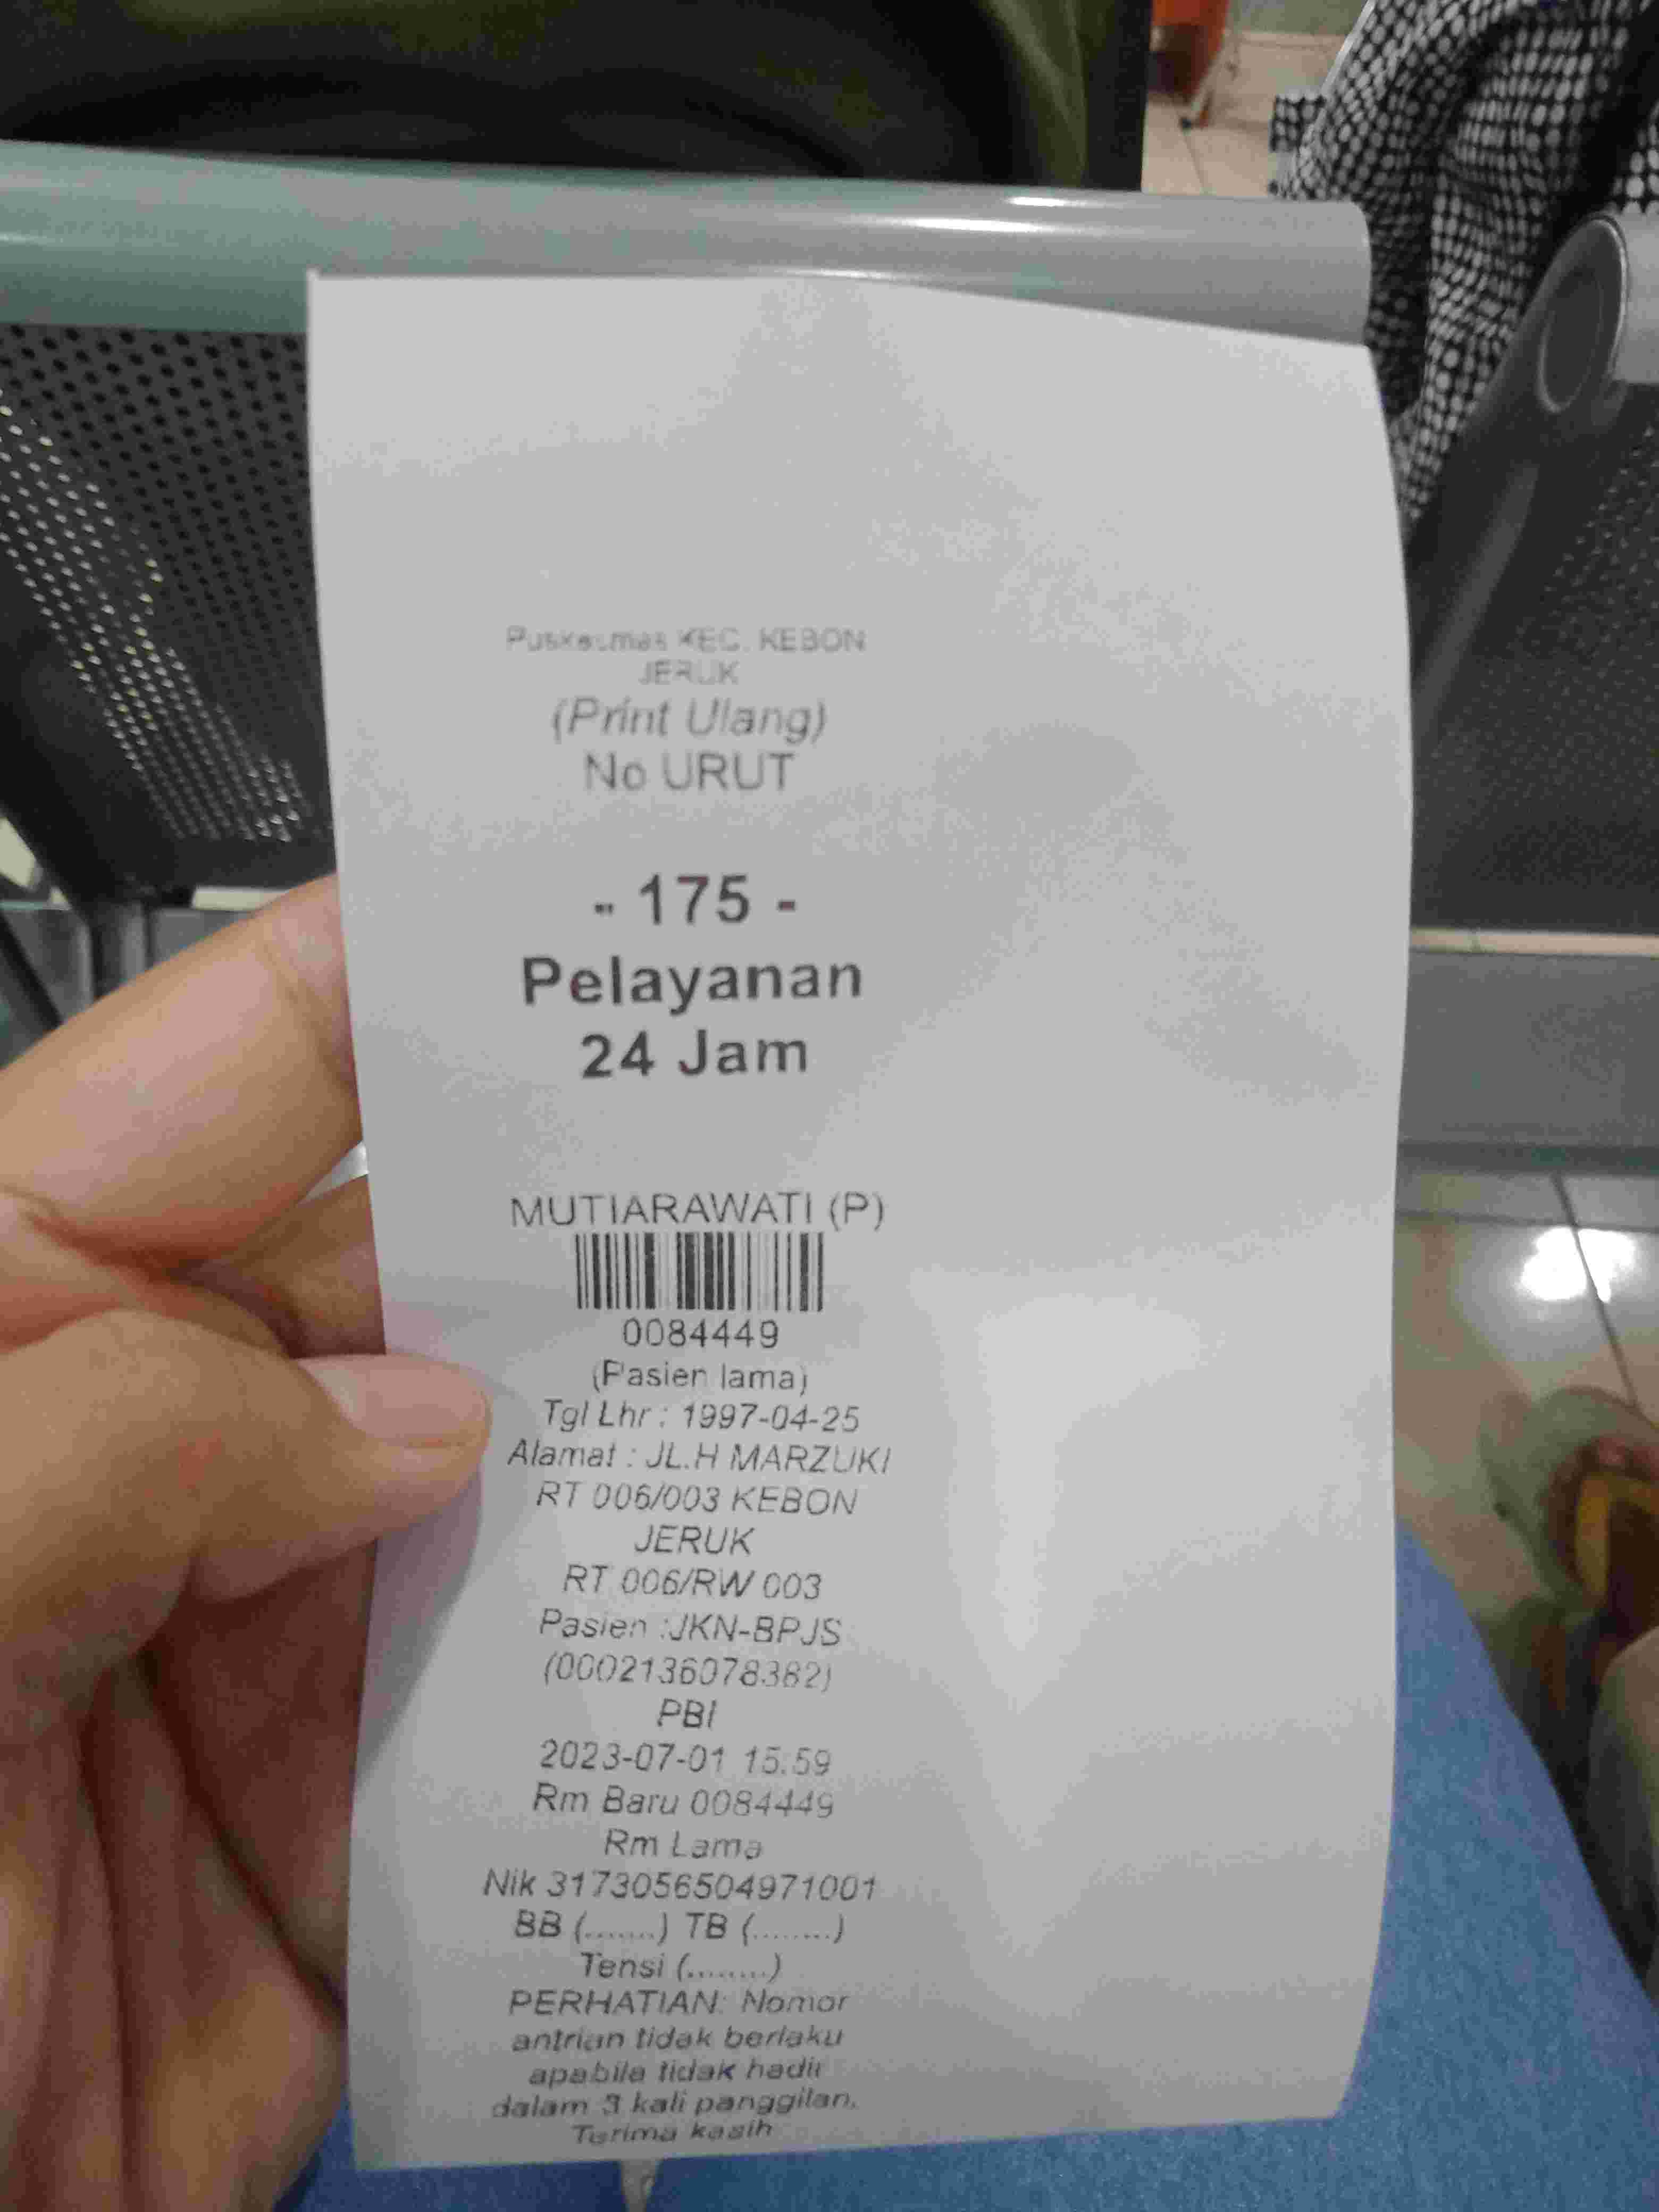 Puskesmas KEC. KEBON
JERUK
(Print Ulang)
No URUT
- 175 -
Pelayanan
24 Jam
MUTIARAWATI (P)
0084449
(Pasien lama)
Tgl Lhr : 1997-04-25
Alamat : JL.H MARZUKI
RT 006/003 KEBON
JERUK
RT 006/RW 003
Pasien :JKN-BPJS
(0002136078382)
PBI
2023-07-01 15:59
Rm Baru 0084449
Rm Lama
Nik 3173056504971001
BB (.......) TB (........)
Tensi (........)
PERHATIAN: Nomor
antrian tidak berlaku
apabila tidak hadir
dalam 3 kali panggilan,
Terima kasih